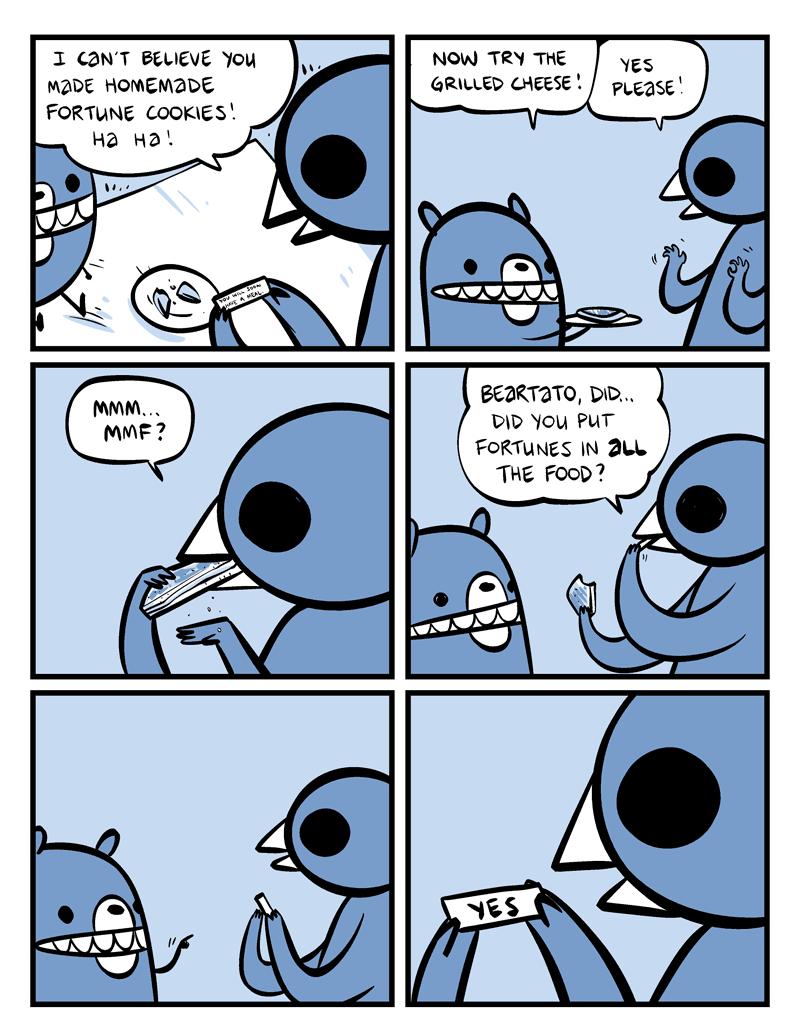 I CAN'T BELIEVE YOU
MADE HOMEMADE
FORTUNE COOKIES!
HA HA!
YOU WILL SOON
HAVE A MEAL.
NOW TRY THE
GRILLED CHEESE!
YES
PLEASE!
MMM...
MMF?
BEARTATO, DID...
DID YOU PUT
FORTUNES IN ALL
THE FOOD?
YES